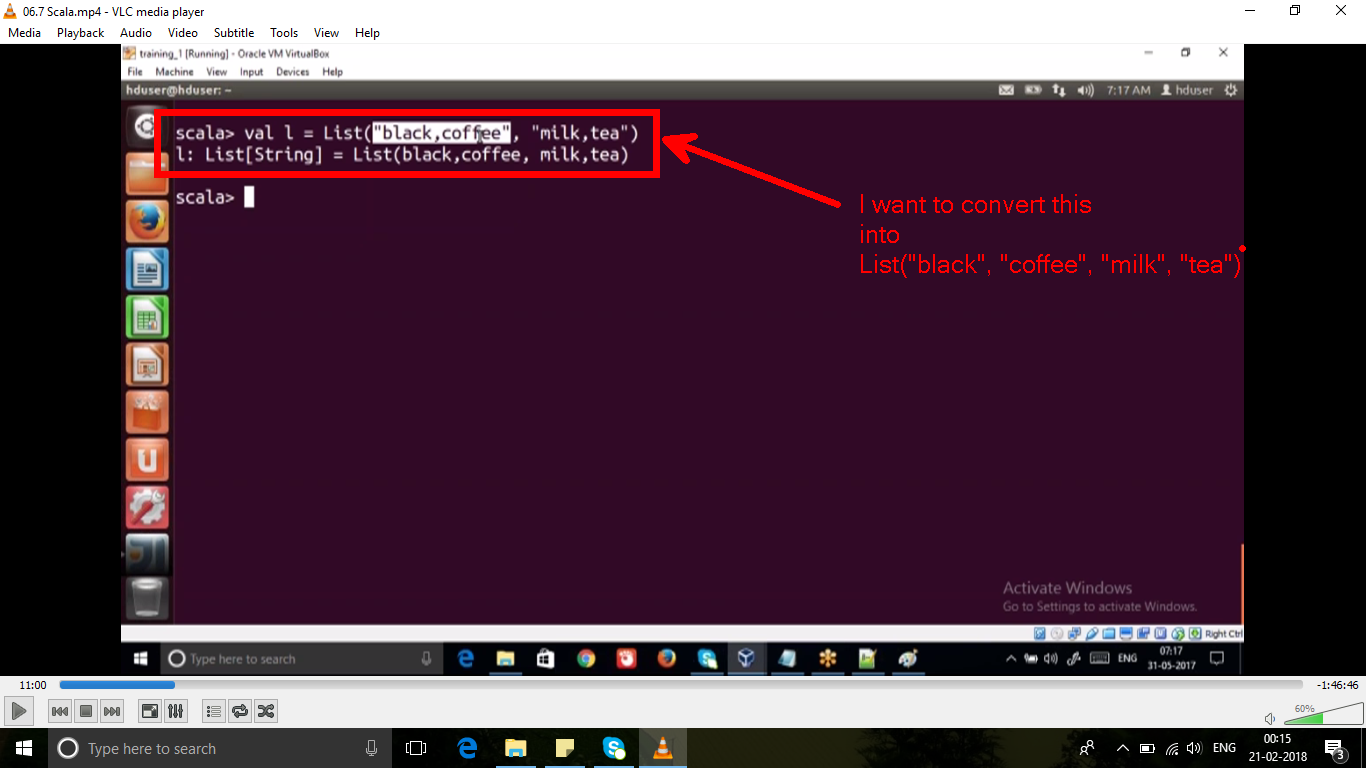 06.7 Scala.mp4 - VLC media player
Media Playback Audio Video Subtitle Tools View Help
training_1 [Running] - Oracle VM VirtualBox
File Machine View Input Devices Help
hduser@hduser: ~
7:17 AM hduser
scala> val l = List("black,coffee", "milk,tea")
l: List[String] = List(black,coffee, milk,tea)
scala>
I want to convert this
into
List("black", "coffee", "milk", "tea")
Activate Windows
Go to Settings to activate Windows.
Right Ctrl
Type here to search
ENG
07:17
31-05-2017
11:00
-1:46:46
60%
Type here to search
ENG
00:15
21-02-2018
3